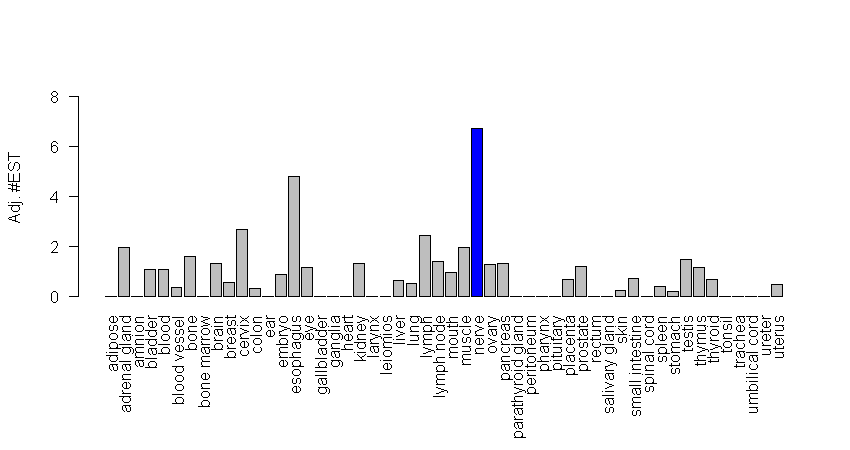 Adj. #EST
8
6
4
2
0
adipose
adrenal gland
amnion
bladder
blood
blood vessel
bone
bone marrow
brain
breast
cervix
colon
ear
embryo
esophagus
eye
gallbladder
ganglia
heart
kidney
larynx
leiomios
liver
lung
lymph
lymph node
mouth
muscle
nerve
ovary
pancreas
parathyroid gland
peritoneum
pharynx
pituitary
placenta
prostate
rectum
salivary gland
skin
small intestine
spinal cord
spleen
stomach
testis
thymus
thyroid
tonsil
trachea
umbilical cord
ureter
uterus